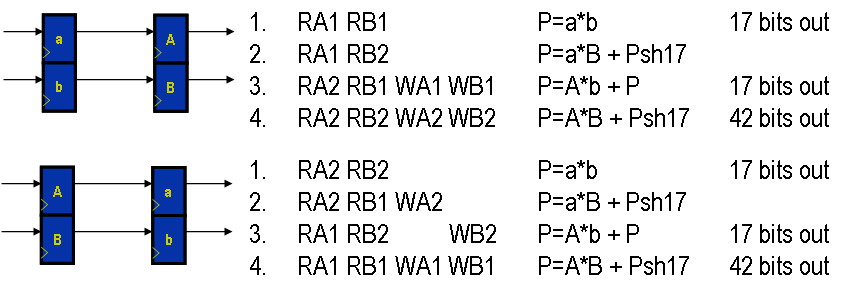 a A
b B
1. RA1 RB1 P=a*b 17 bits out
2. RA1 RB2 P=a*B + Psh17
3. RA2 RB1 WA1 WB1 P=A*b + P 17 bits out
4. RA2 RB2 WA2 WB2 P=A*B + Psh17 42 bits out
A a
B b
1. RA2 RB2 P=a*b 17 bits out
2. RA2 RB1 WA2 P=a*B + Psh17
3. RA1 RB2 WB2 P=A*b + P 17 bits out
4. RA1 RB1 WA1 WB1 P=A*B + Psh17 42 bits out